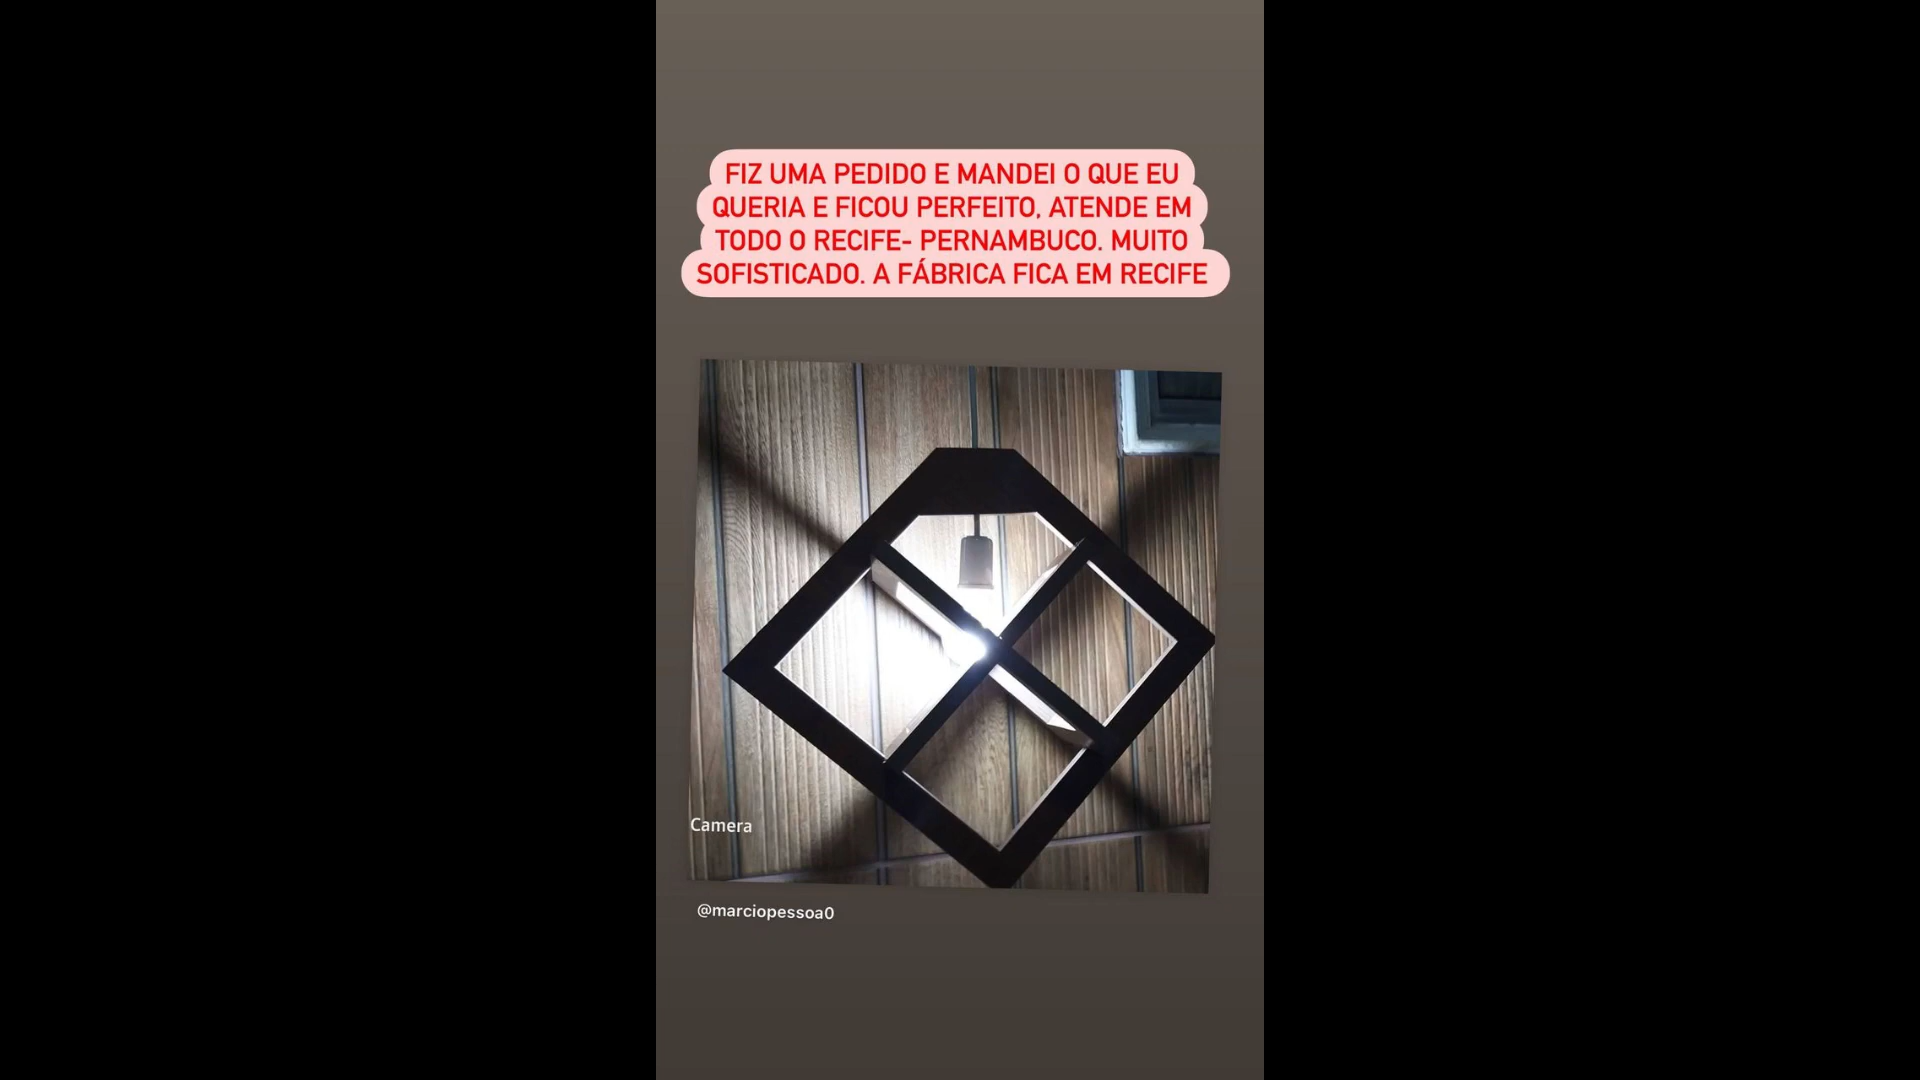 FIZ UMA PEDIDO E MANDEI O QUE EU
QUERIA E FICOU PERFEITO, ATENDE EM
TODO O RECIFE- PERNAMBUCO. MUITO
SOFISTICADO. A FÁBRICA FICA EM RECIFE
Camera
@marciopessoa0